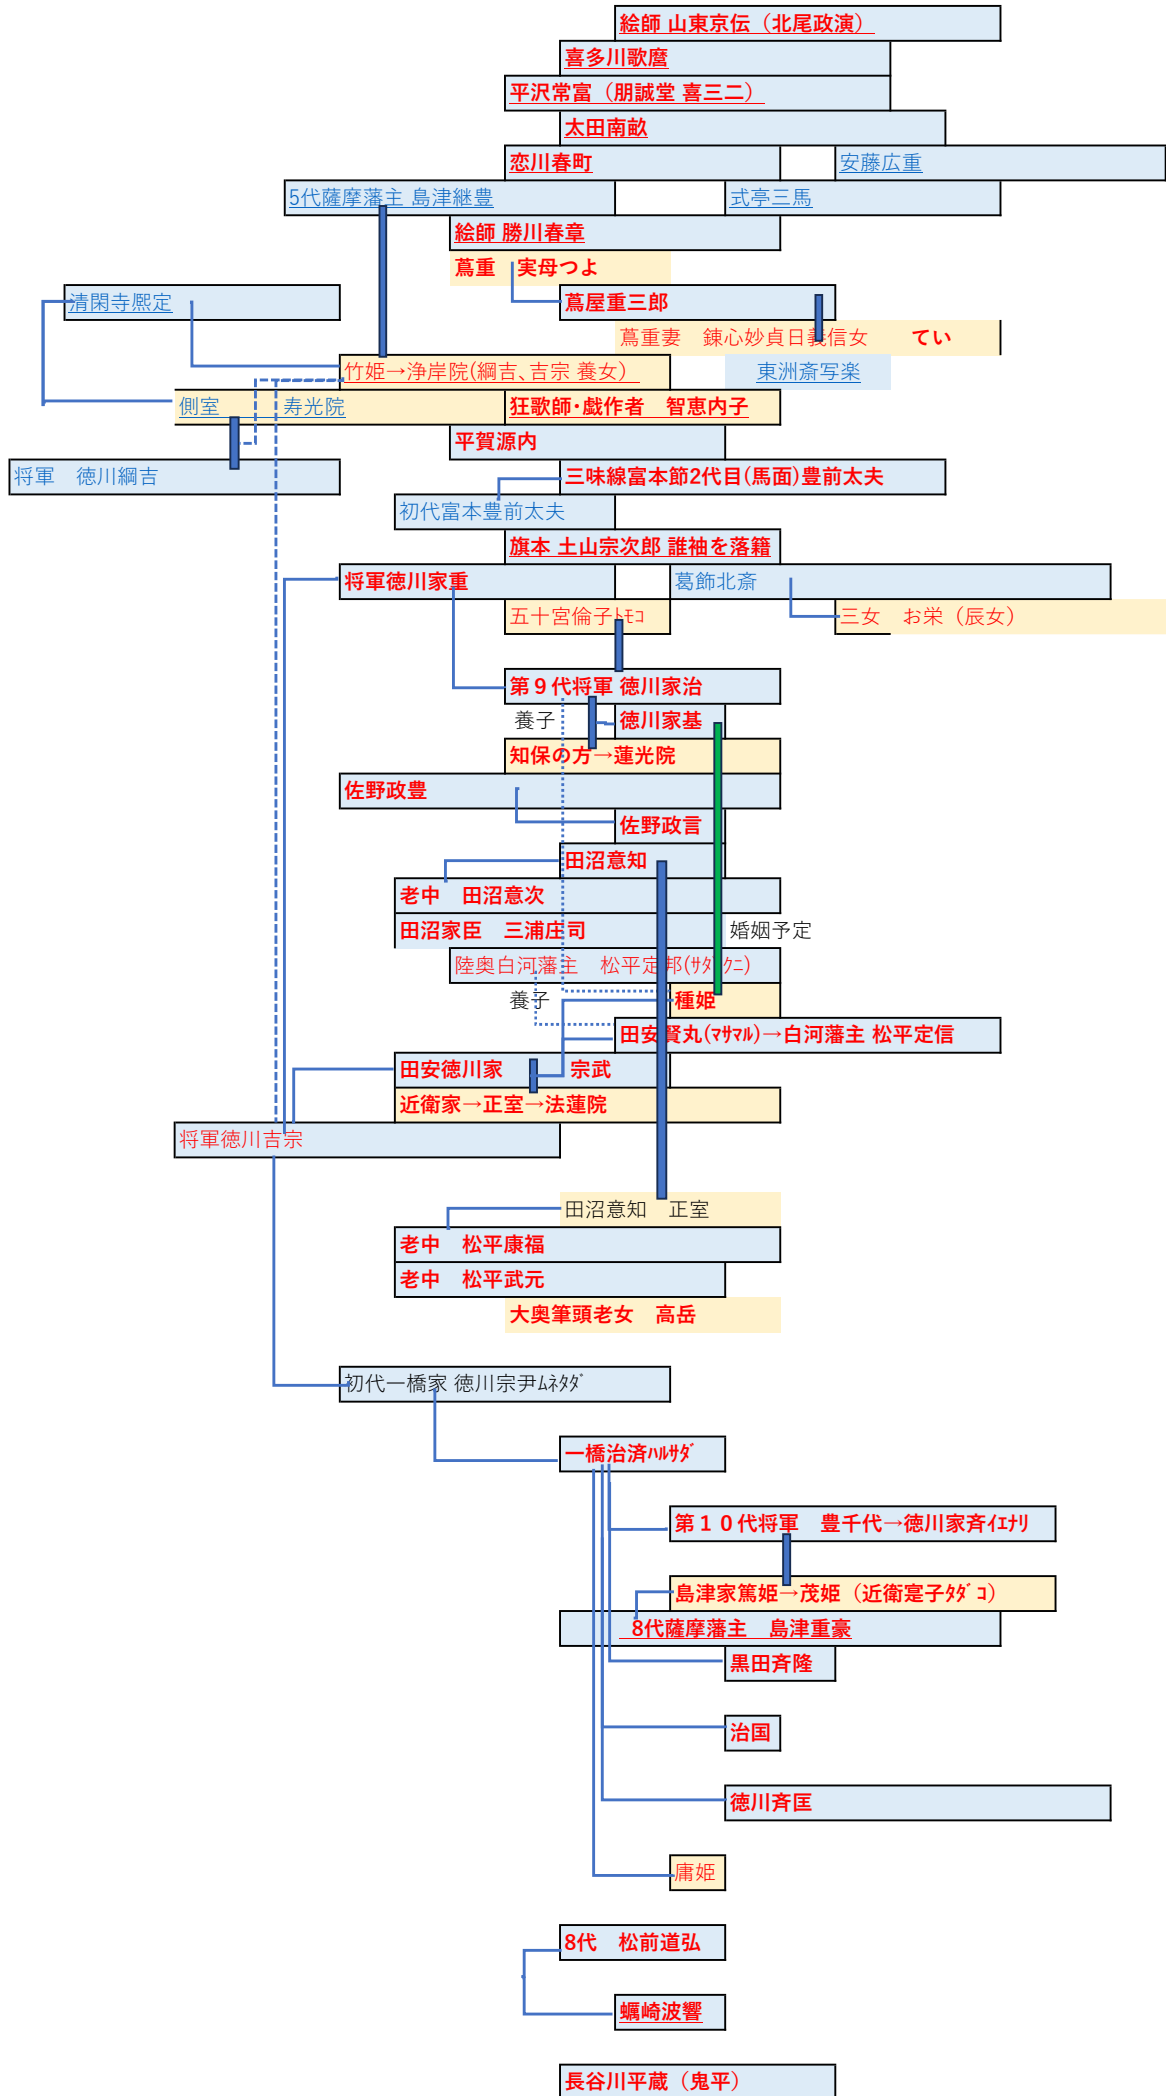 絵師 山東京伝（北尾政演）
喜多川歌麿
平沢常富（朋誠堂 喜三二）
太田南畝
恋川春町
安藤広重
5代薩摩藩主 島津継豊
式亭三馬
絵師 勝川春章
蔦重　実母つよ
清閑寺熈定
蔦屋重三郎
蔦重妻　錬心妙貞日義信女　　てい
竹姫→浄岸院(綱吉、吉宗 養女）
東洲斎写楽
側室　　　寿光院
狂歌師･戯作者　智恵内子
平賀源内
将軍　徳川綱吉
三味線富本節2代目(馬面)豊前太夫
初代富本豊前太夫
旗本 土山宗次郎 誰袖を落籍
将軍徳川家重
葛飾北斎
五十宮倫子ﾄﾓｺ
三女　お栄（辰女）
第９代将軍 徳川家治
養子
徳川家基
知保の方→蓮光院
佐野政豊
佐野政言
田沼意知
老中　田沼意次
田沼家臣　三浦庄司
婚姻予定
陸奥白河藩主　松平定邦(ｻﾀﾞｸﾆ)
養子
種姫
田安賢丸(ﾏｻﾏﾙ)→白河藩主 松平定信
田安徳川家　　　宗武
近衛家→正室→法蓮院
将軍徳川吉宗
田沼意知　正室
老中　松平康福
老中　松平武元
大奥筆頭老女　高岳
初代一橋家 徳川宗尹ﾑﾈﾀﾀﾞ
一橋治済ﾊﾙｻﾀﾞ
第１０代将軍　豊千代→徳川家斉ｲｴﾅﾘ
島津家篤姫→茂姫（近衛寔子ﾀﾀﾞｺ）
8代薩摩藩主　島津重豪
黒田斉隆
治国
徳川斉匡
庸姫
8代　松前道弘
蠣崎波響
長谷川平蔵（鬼平）